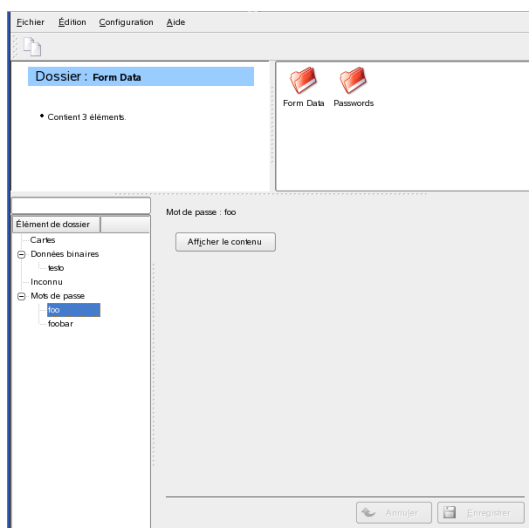 Fichier Édition Configuration Aide
Dossier : Form Data
Contient 3 éléments.
Form Data Passwords
Mot de passe : foo
Afficher le contenu
Élément de dossier
Cartes
Données binaires
testo
Inconnu
Mots de passe
foo
foobar
Annuler Enregistrer